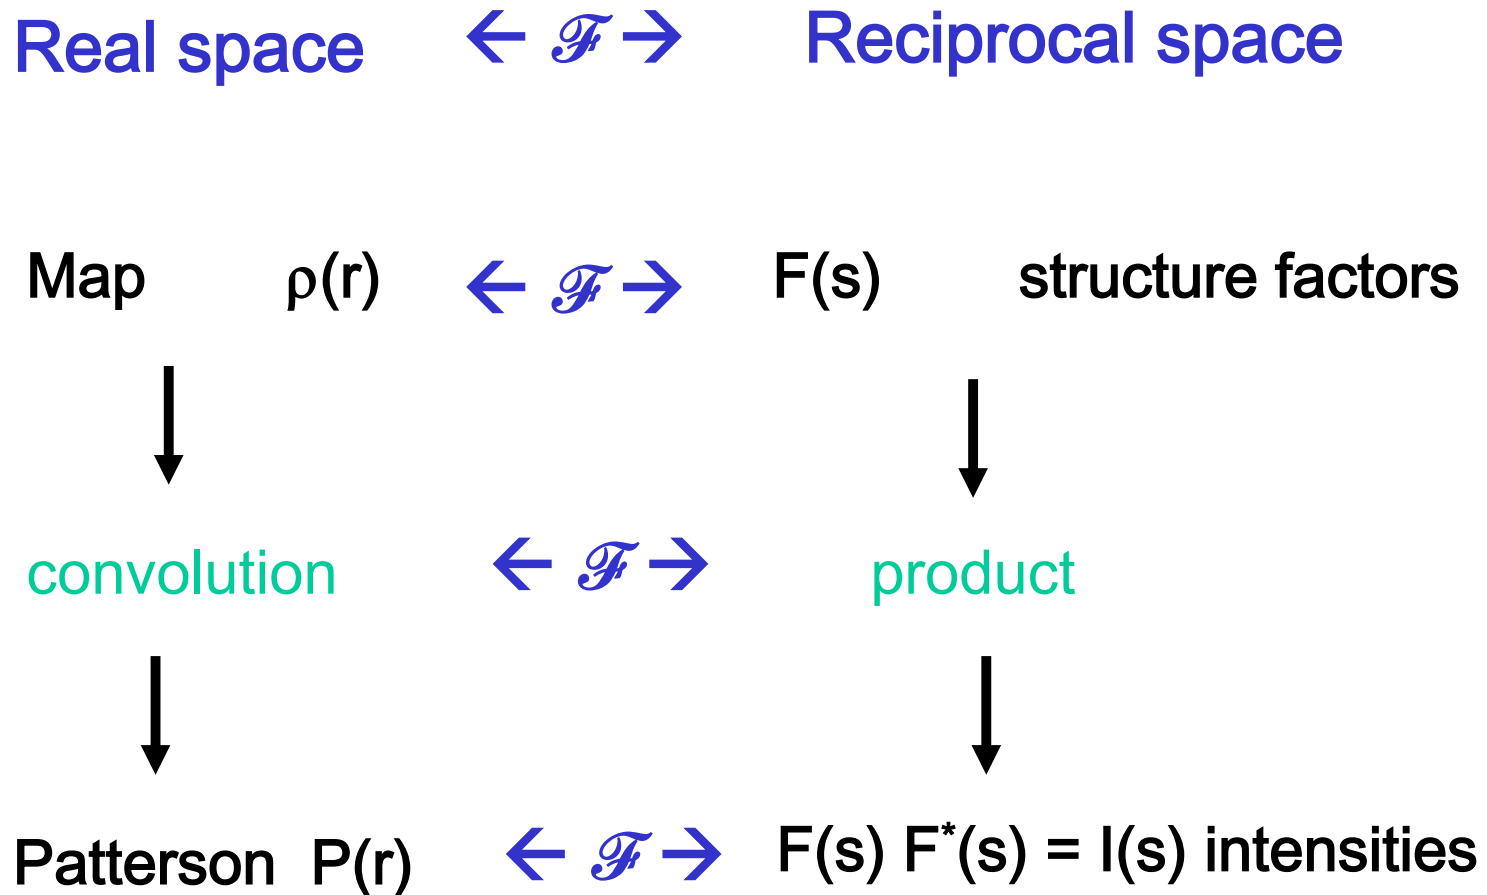 Real space ← ℱ → Reciprocal space
Map ρ(r) ← ℱ → F(s) structure factors
convolution ← ℱ → product
Patterson P(r) ← ℱ → F(s) F*(s) = I(s) intensities